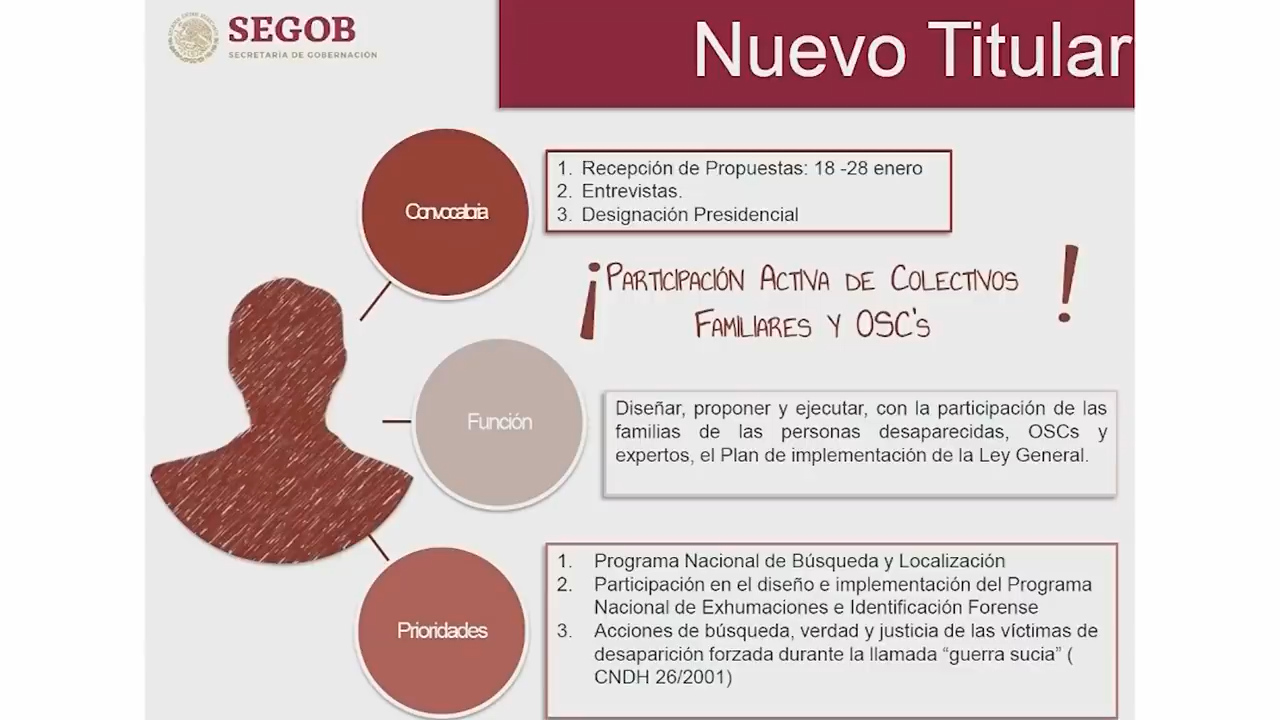 SEGOB
SECRETARÍA DE GOBERNACIÓN
Nuevo Titular
Convocatoria
1. Recepción de Propuestas: 18 -28 enero
2. Entrevistas.
3. Designación Presidencial
¡PARTICIPACIÓN ACTIVA DE COLECTIVOS !
FAMILIARES Y OSC'S
Función
Diseñar, proponer y ejecutar, con la participación de las
familias de las personas desaparecidas, OSCs y
expertos, el Plan de implementación de la Ley General.
Prioridades
1. Programa Nacional de Búsqueda y Localización
2. Participación en el diseño e implementación del Programa
Nacional de Exhumaciones e Identificación Forense
3. Acciones de búsqueda, verdad y justicia de las víctimas de
desaparición forzada durante la llamada “guerra sucia” (
CNDH 26/2001)